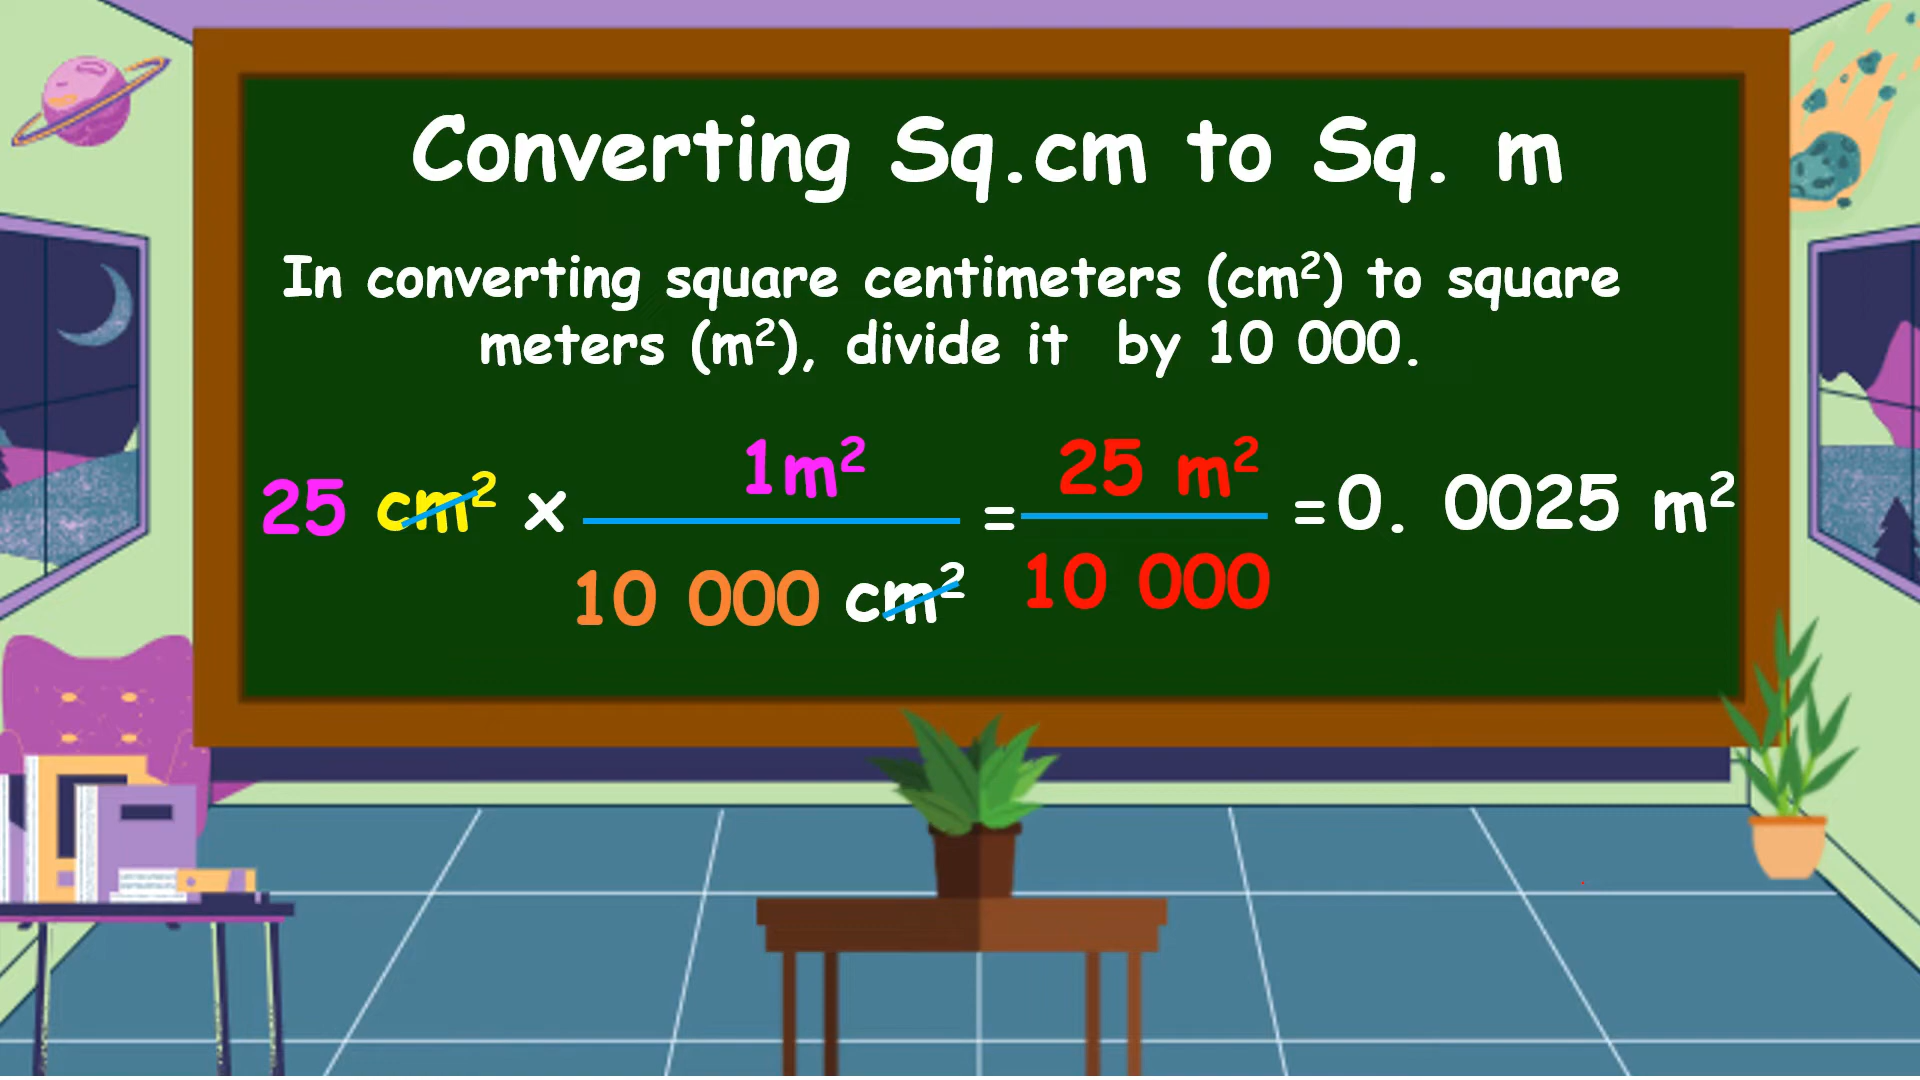 Converting Sq.cm to Sq. m
In converting square centimeters (cm²) to square
meters (m²), divide it by 10 000.
25 cm² x 1m² = 25 m² =0. 0025 m²
10 000 cm² 10 000